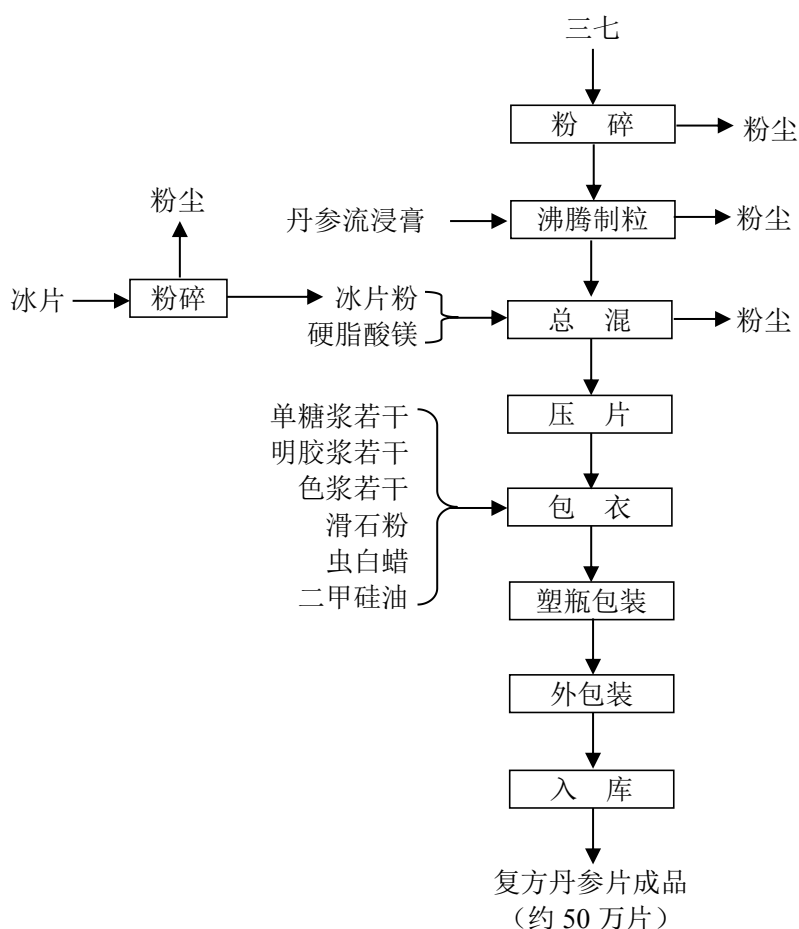 三七
粉 碎
粉尘
粉尘
丹参流浸膏
沸腾制粒
粉尘
冰片
粉碎
冰片粉
硬脂酸镁
总 混
粉尘
压 片
单糖浆若干
明胶浆若干
色浆若干
滑石粉
虫白蜡
二甲硅油
包 衣
塑瓶包装
外包装
入 库
复方丹参片成品
（约 50 万片）